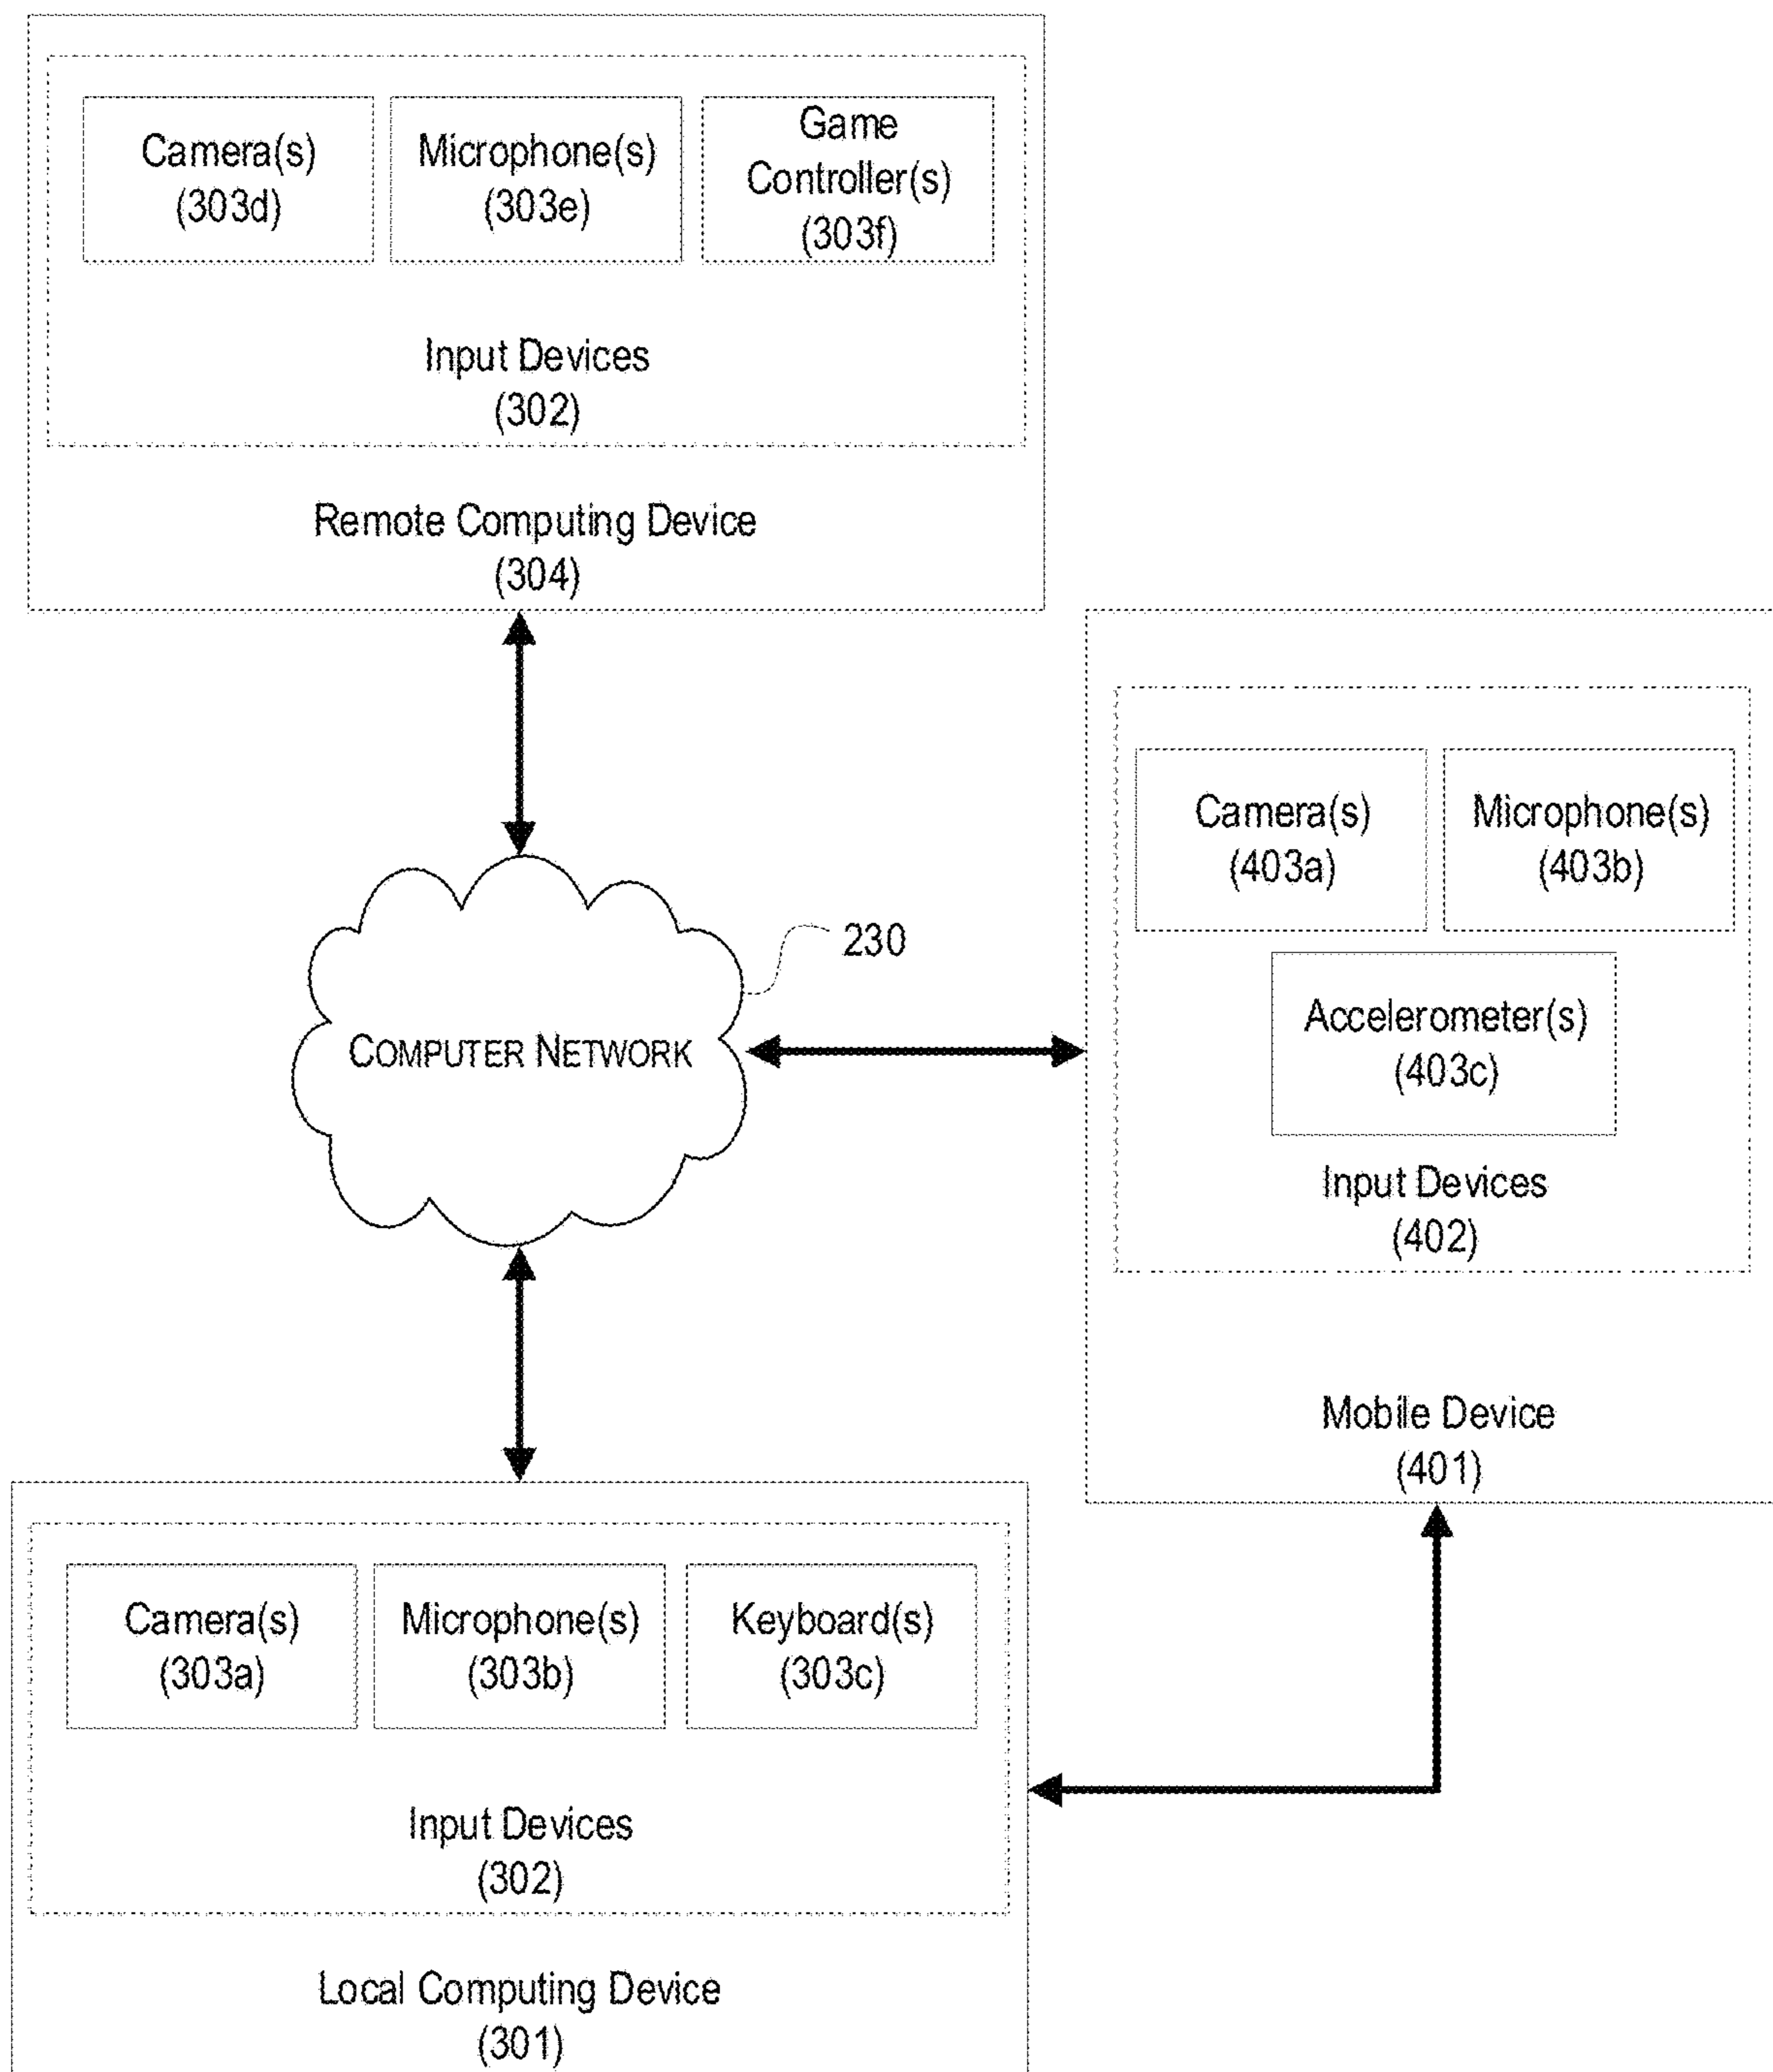 Camera(s)
(303d)
Microphone(s)
(303e)
Game
Controller(s)
(303f)
Input Devices
(302)
Remote Computing Device
(304)
Camera(s)
(403a)
Microphone(s)
(403b)
Accelerometer(s)
(403c)
Input Devices
(402)
Mobile Device
(401)
230
COMPUTER NETWORK
Camera(s)
(303a)
Microphone(s)
(303b)
Keyboard(s)
(303c)
Input Devices
(302)
Local Computing Device
(301)